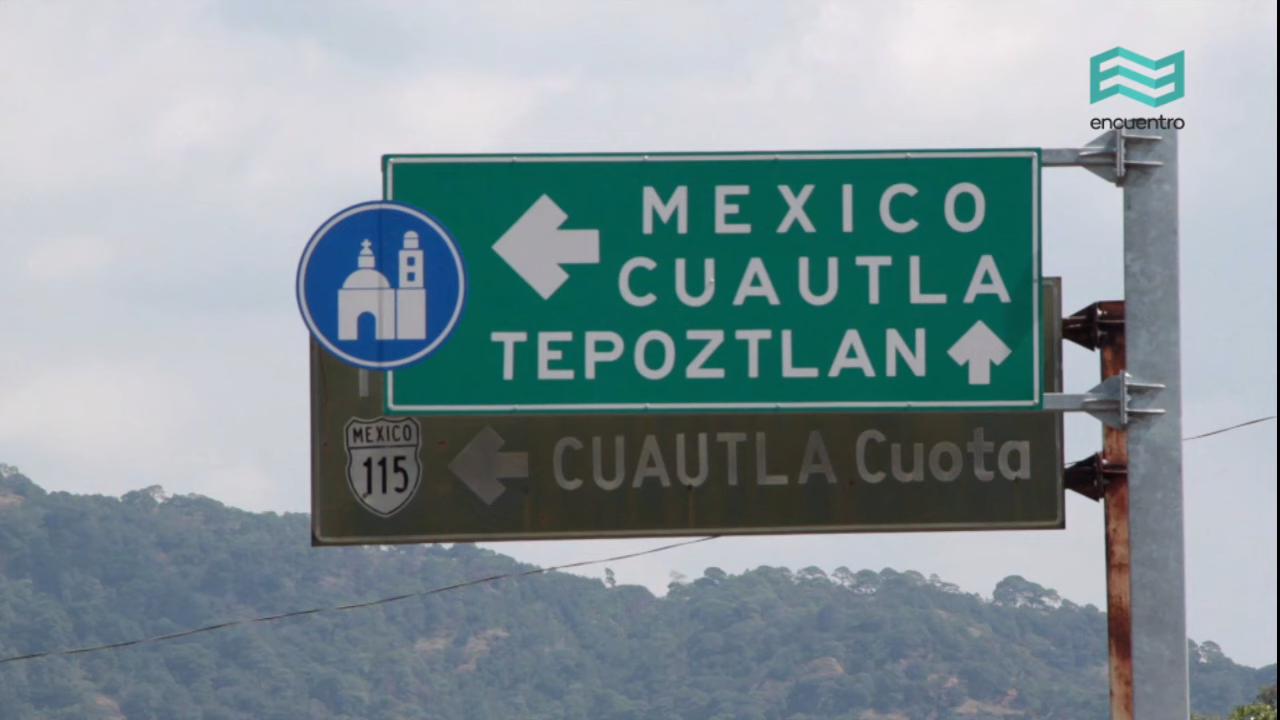 encuentro
MEXICO
CUAUTLA
TEPOZTLAN
MEXICO
115
CUAUTLA Cuota